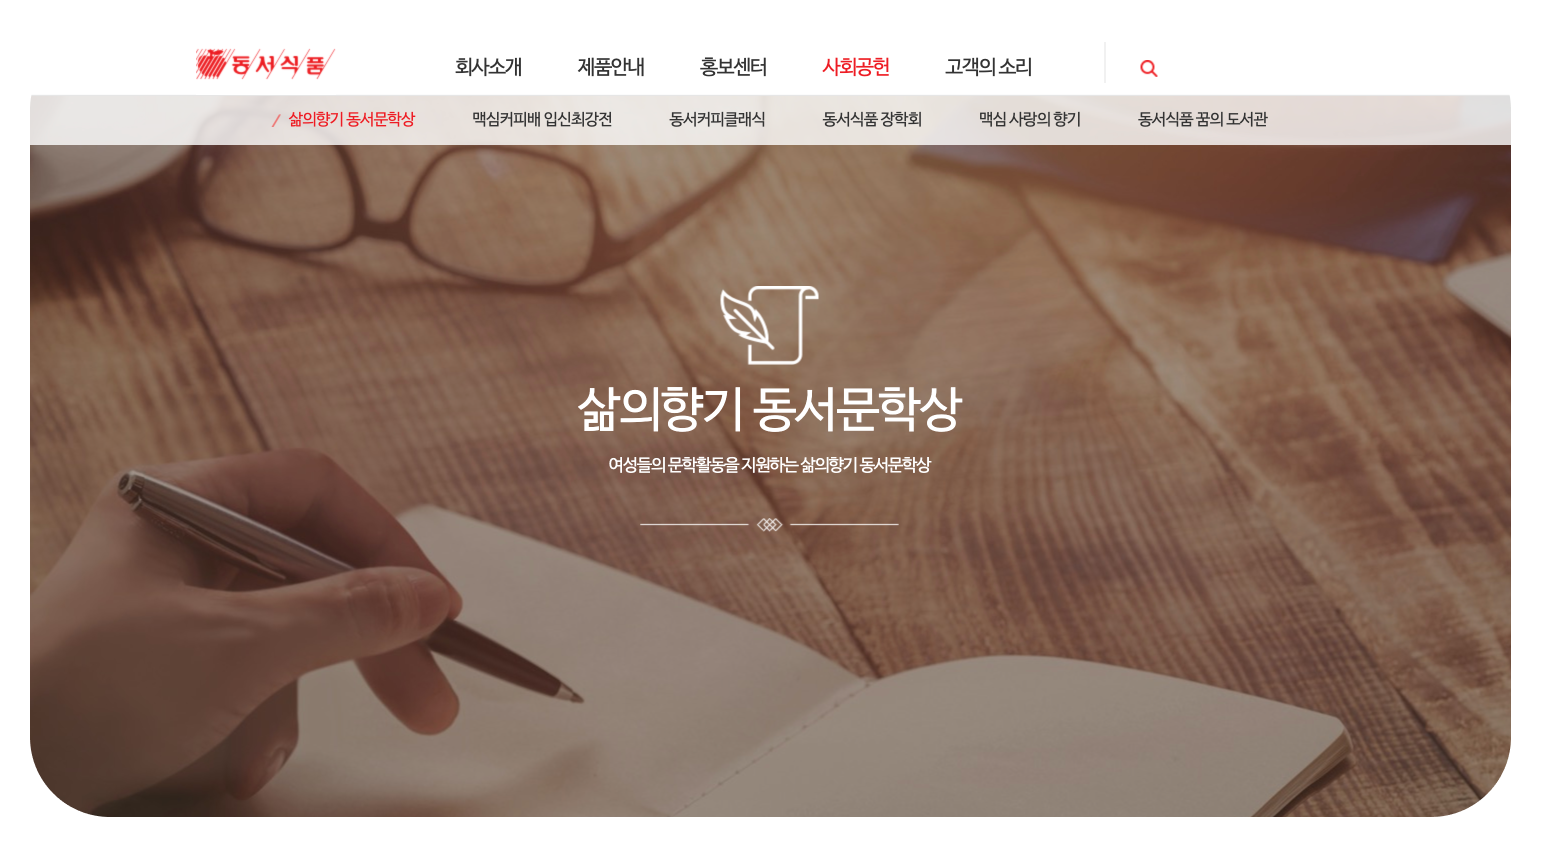 동서식품
회사소개 제품안내 홍보센터 사회공헌 고객의 소리
/ 삶의향기 동서문학상 맥심커피배 입신최강전 동서커피클래식 동서식품 장학회 맥심 사랑의 향기 동서식품 꿈의 도서관
삶의향기 동서문학상
여성들의 문학활동을 지원하는 삶의향기 동서문학상